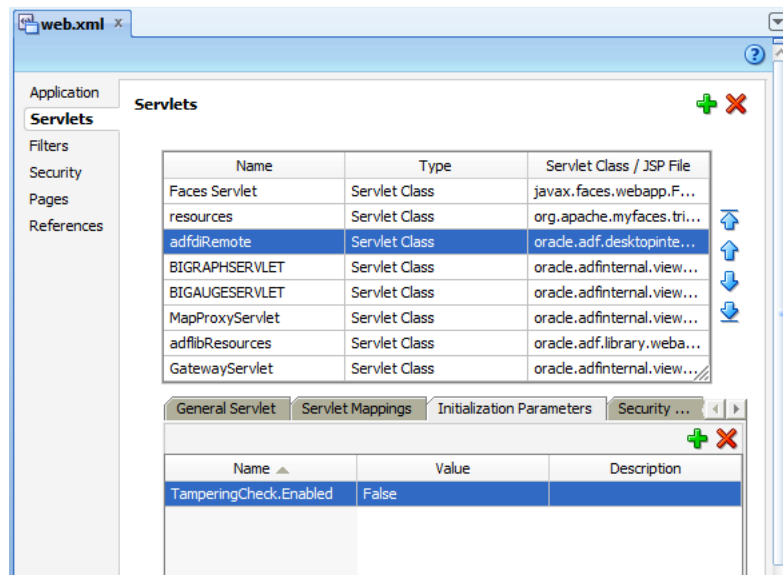 web.xml
Application
Servlets
Filters
Security
Pages
References
Servlets
Name Type Servlet Class / JSP File
Faces Servlet Servlet Class javax.faces.webapp.F...
resources Servlet Class org.apache.myfaces.tri...
adfdiRemote Servlet Class oracle.adf.desktopinte...
BIGRAPHSERVLET Servlet Class oracle.adfinternal.view...
BIGAUGESERVLET Servlet Class oracle.adfinternal.view...
MapProxyServlet Servlet Class oracle.adfinternal.view...
adflibResources Servlet Class oracle.adf.library.weba...
GatewayServlet Servlet Class oracle.adfinternal.view...
General Servlet Servlet Mappings Initialization Parameters Security ...
Name Value Description
TamperingCheck.Enabled False